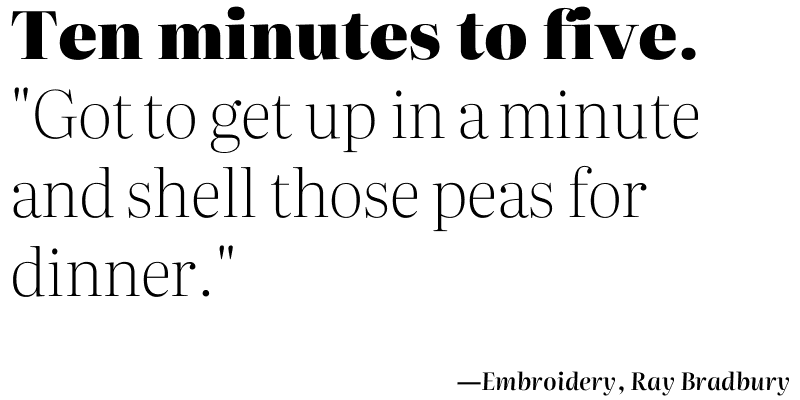 Ten minutes to five.
"Got to get up in a minute
and shell those peas for
dinner."
—Embroidery, Ray Bradbury